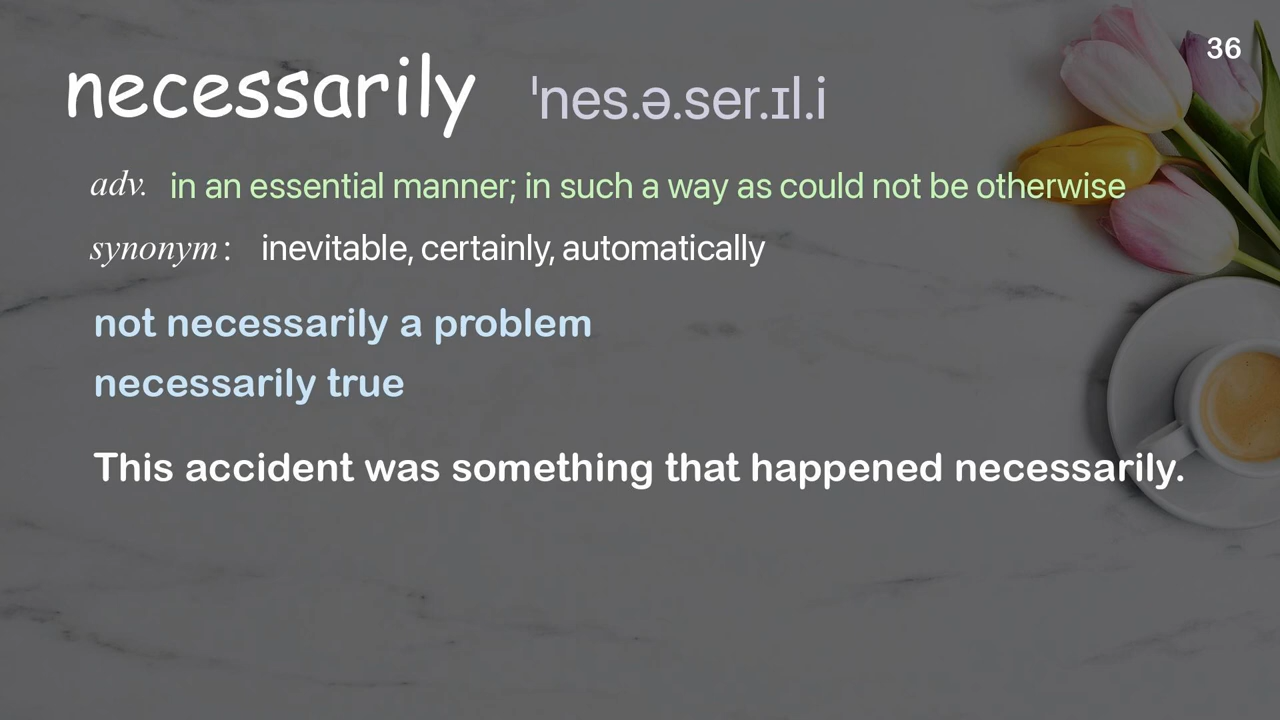 36
necessarily ˈnes.ə.ser.ɪl.i
adv. in an essential manner; in such a way as could not be otherwise
synonym: inevitable, certainly, automatically
not necessarily a problem
necessarily true
This accident was something that happened necessarily.